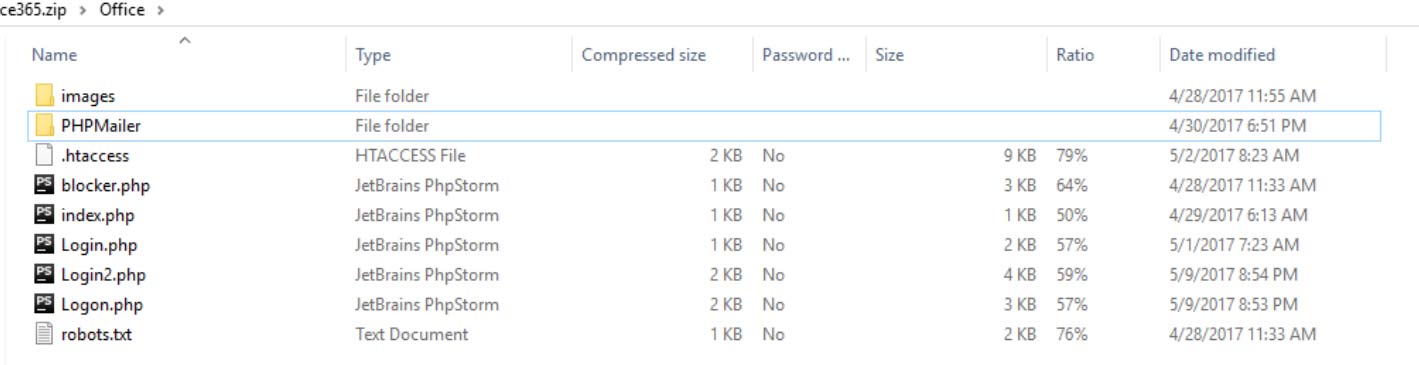 ce365.zip > Office >
Name Type Compressed size Password ... Size Ratio Date modified
images File folder 4/28/2017 11:55 AM
PHPMailer File folder 4/30/2017 6:51 PM
.htaccess HTACCESS File 2 KB No 9 KB 79% 5/2/2017 8:23 AM
blocker.php JetBrains PhpStorm 1 KB No 3 KB 64% 4/28/2017 11:33 AM
index.php JetBrains PhpStorm 1 KB No 1 KB 50% 4/29/2017 6:13 AM
Login.php JetBrains PhpStorm 1 KB No 2 KB 57% 5/1/2017 7:23 AM
Login2.php JetBrains PhpStorm 2 KB No 4 KB 59% 5/9/2017 8:54 PM
Logon.php JetBrains PhpStorm 2 KB No 3 KB 57% 5/9/2017 8:53 PM
robots.txt Text Document 1 KB No 2 KB 76% 4/28/2017 11:33 AM